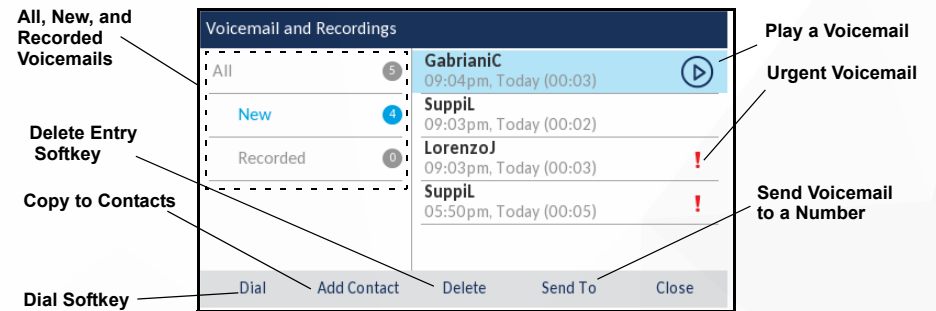 All, New, and
Recorded
Voicemails
Delete Entry
Softkey
Copy to Contacts
Dial Softkey
Voicemail and Recordings
All 5
New 4
Recorded 0
GabrianiC
09:04pm, Today (00:03)
SuppiL
09:03pm, Today (00:02)
LorenzoJ
09:03pm, Today (00:03)
!
SuppiL
05:50pm, Today (00:05)
!
Dial Add Contact Delete Send To Close
Play a Voicemail
Urgent Voicemail
Send Voicemail
to a Number